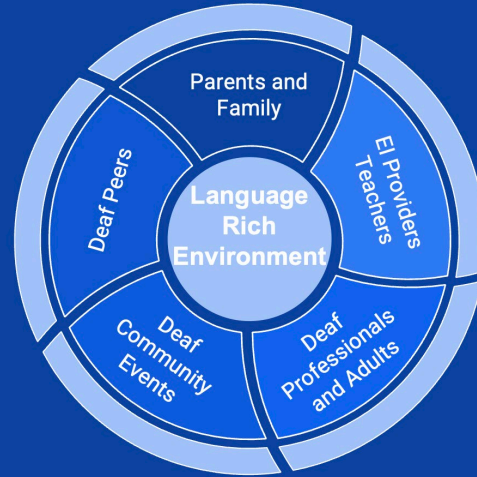 Parents and
Family
EI Providers
Teachers
Deaf
Professionals
and Adults
Deaf
Community
Events
Deaf Peers
Language
Rich
Environment